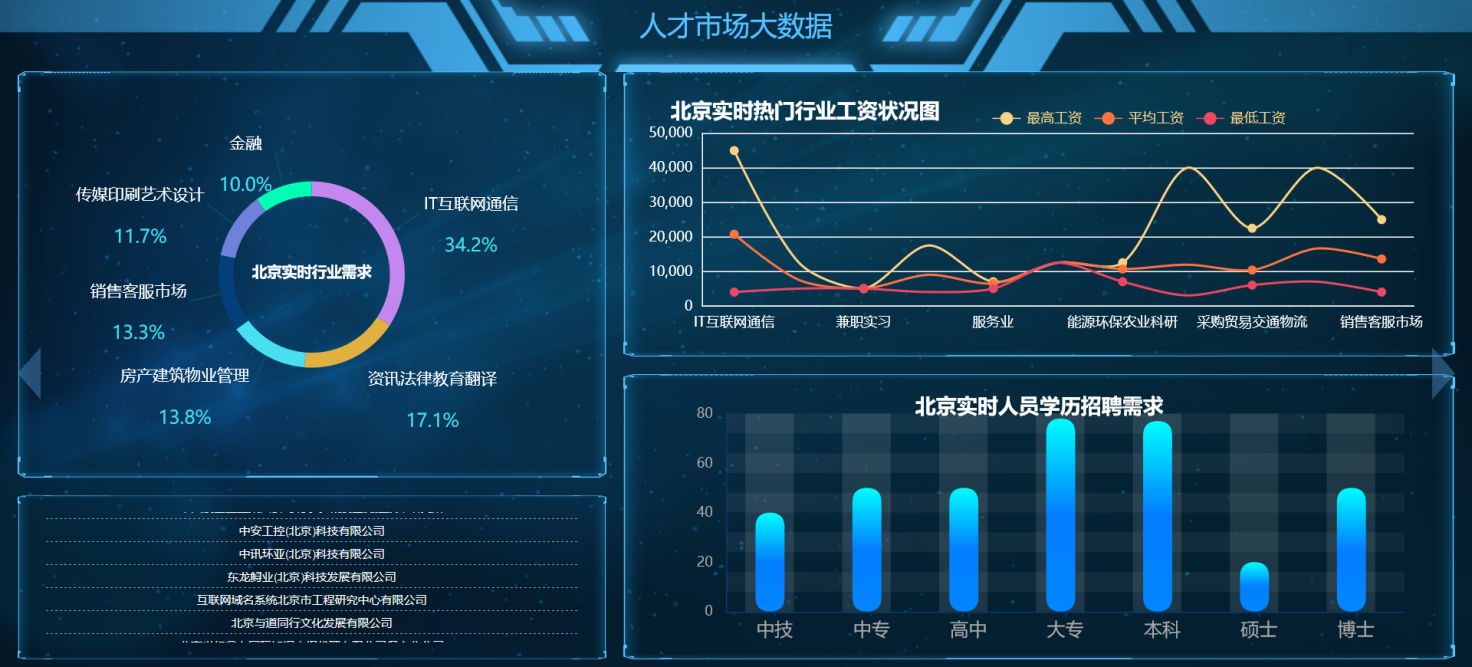 人才市场大数据
金融
10.0%
传媒印刷艺术设计
11.7%
IT互联网通信
34.2%
北京实时行业需求
销售客服市场
13.3%
房产建筑物业管理
13.8%
资讯法律教育翻译
17.1%
中安工控(北京)科技有限公司
中讯环亚(北京)科技有限公司
东龙鲟业(北京)科技发展有限公司
互联网域名系统北京市工程研究中心有限公司
北京与道同行文化发展有限公司
北京实时热门行业工资状况图
最高工资 平均工资 最低工资
50,000
40,000
30,000
20,000
10,000
0
IT互联网通信 兼职实习 服务业 能源环保农业科研 采购贸易交通物流 销售客服市场
北京实时人员学历招聘需求
80
60
40
20
0
中技 中专 高中 大专 本科 硕士 博士